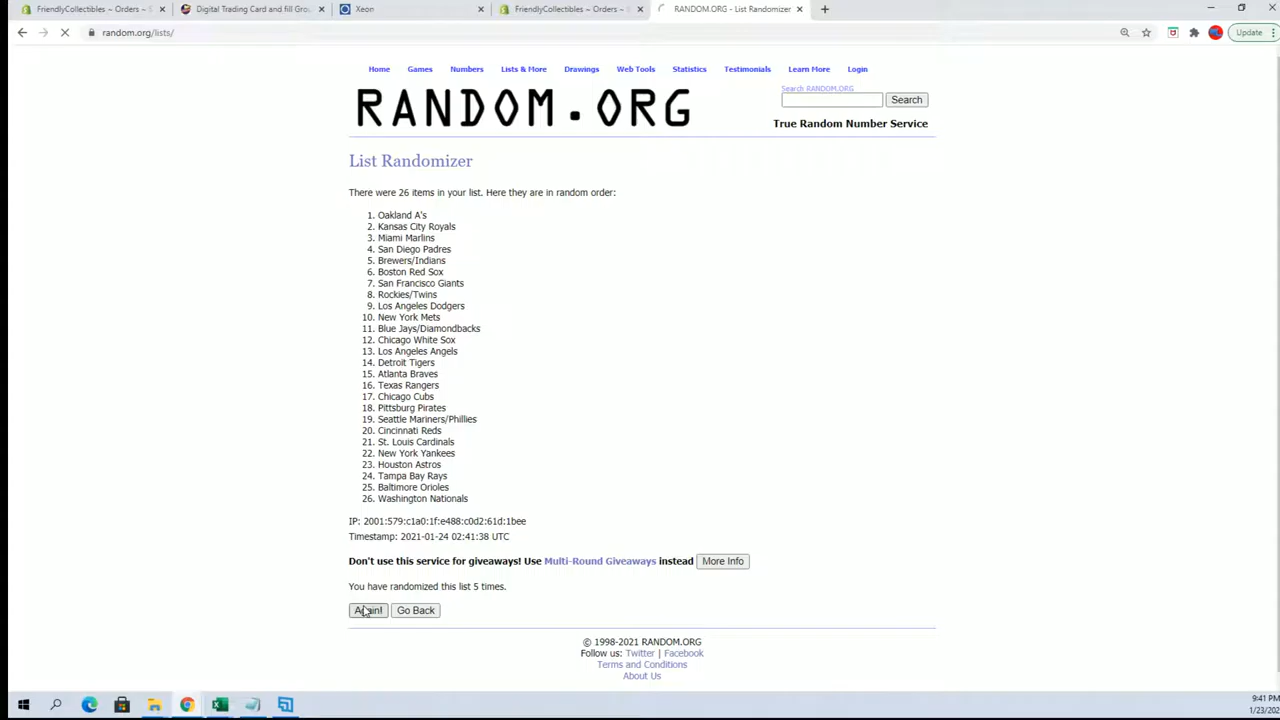 FriendlyCollectibles ~ Orders ~ S
Digital Trading Card and fill Grou
Xeon
FriendlyCollectibles ~ Orders ~ S
RANDOM.ORG - List Randomizer
random.org/lists/
Update
Home Games Numbers Lists & More Drawings Web Tools Statistics Testimonials Learn More Login
RANDOM.ORG
Search RANDOM.ORG
Search
True Random Number Service
List Randomizer
There were 26 items in your list. Here they are in random order:
1. Oakland A's
2. Kansas City Royals
3. Miami Marlins
4. San Diego Padres
5. Brewers/Indians
6. Boston Red Sox
7. San Francisco Giants
8. Rockies/Twins
9. Los Angeles Dodgers
10. New York Mets
11. Blue Jays/Diamondbacks
12. Chicago White Sox
13. Los Angeles Angels
14. Detroit Tigers
15. Atlanta Braves
16. Texas Rangers
17. Chicago Cubs
18. Pittsburg Pirates
19. Seattle Mariners/Phillies
20. Cincinnati Reds
21. St. Louis Cardinals
22. New York Yankees
23. Houston Astros
24. Tampa Bay Rays
25. Baltimore Orioles
26. Washington Nationals
IP: 2001:579:c1a0:1f:e488:c0d2:61d:1bee
Timestamp: 2021-01-24 02:41:38 UTC
Don't use this service for giveaways! Use Multi-Round Giveaways instead More Info
You have randomized this list 5 times.
Again! Go Back
© 1998-2021 RANDOM.ORG
Follow us: Twitter | Facebook
Terms and Conditions
About Us
9:41 PM
1/23/202